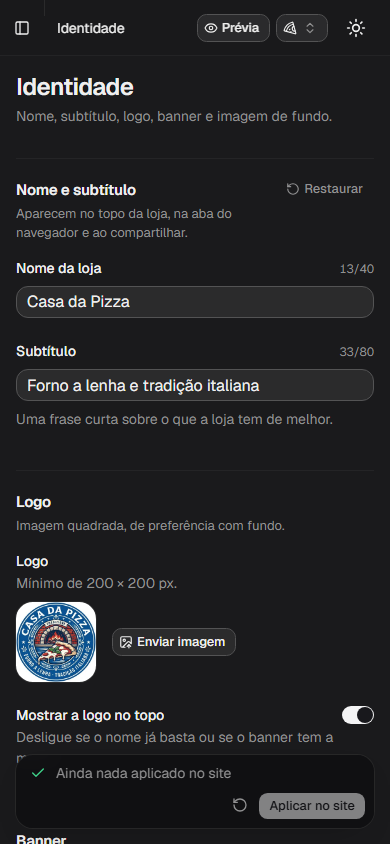 Identidade
Prévia
Identidade
Nome, subtítulo, logo, banner e imagem de fundo.
Nome e subtítulo
Restaurar
Aparecem no topo da loja, na aba do
navegador e ao compartilhar.
Nome da loja
13/40
Casa da Pizza
Subtítulo
33/80
Forno a lenha e tradição italiana
Uma frase curta sobre o que a loja tem de melhor.
Logo
Imagem quadrada, de preferência com fundo.
Logo
Mínimo de 200 × 200 px.
CASA DA PIZZA
FORNO A LENHA · TRADIÇÃO ITALIANA
Enviar imagem
Mostrar a logo no topo
Desligue se o nome já basta ou se o banner tem a
Ainda nada aplicado no site
Aplicar no site
Banner